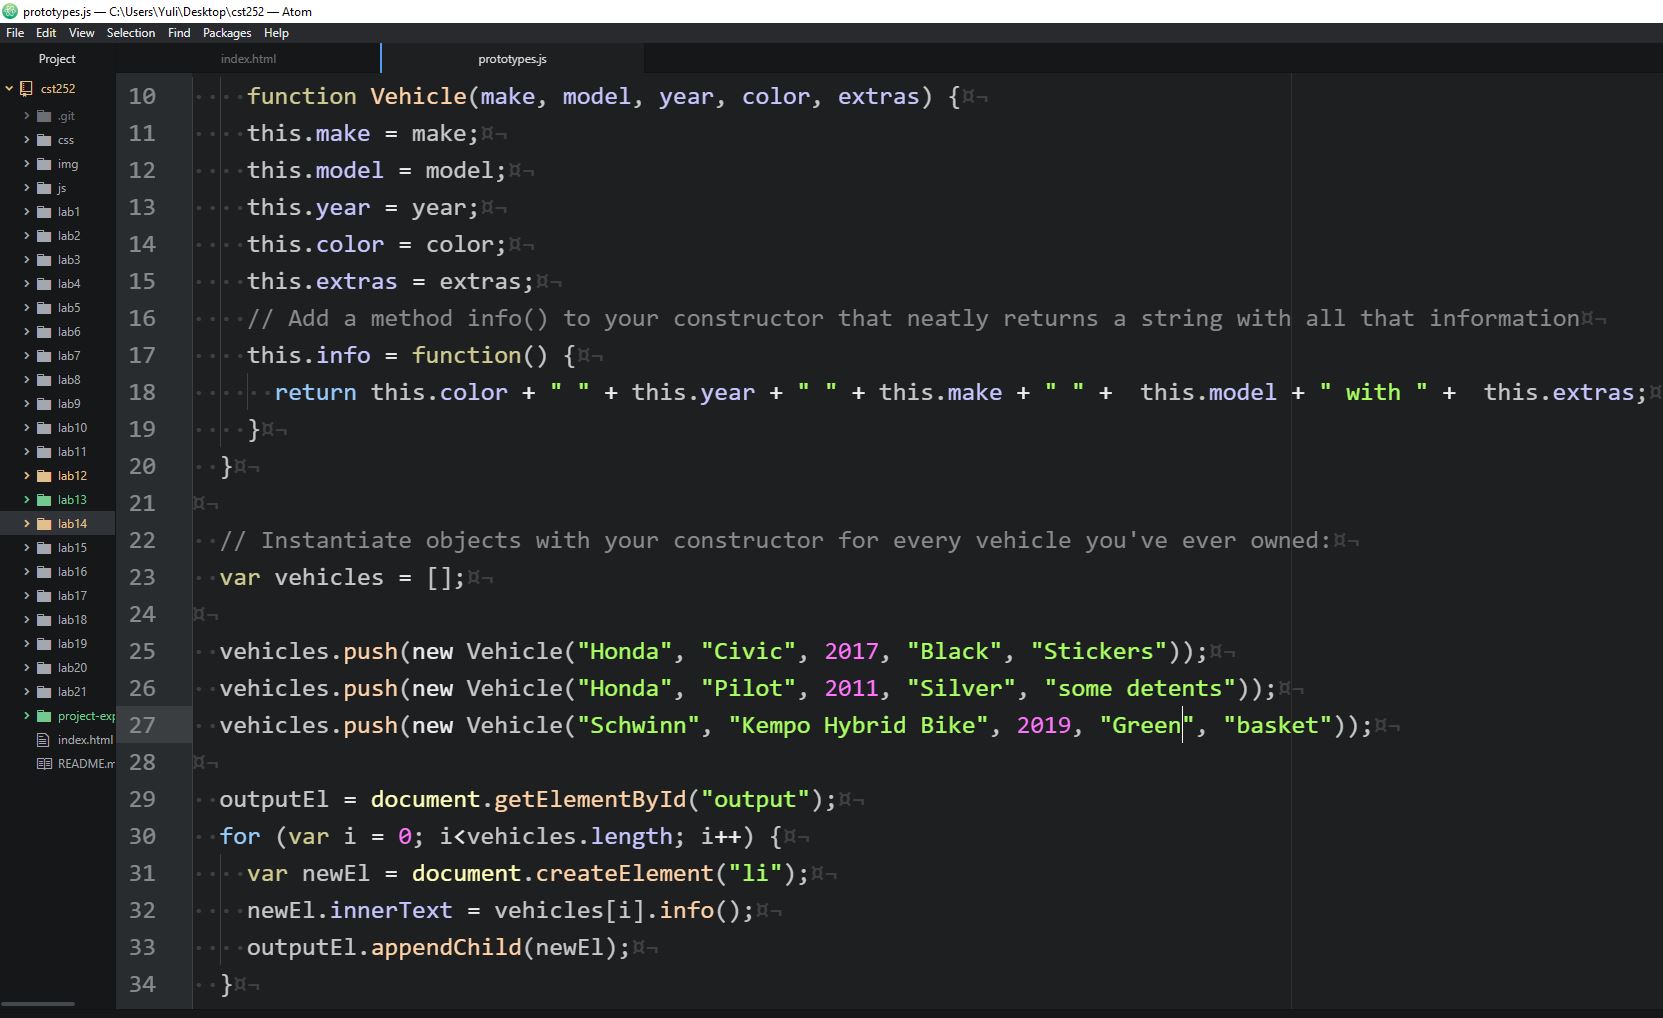 prototypes.js — C:\Users\Yuli\Desktop\cst252 — Atom
File Edit View Selection Find Packages Help
Project
index.html
prototypes.js
cst252
.git
css
img
js
lab1
lab2
lab3
lab4
lab5
lab6
lab7
lab8
lab9
lab10
lab11
lab12
lab13
lab14
lab15
lab16
lab17
lab18
lab19
lab20
lab21
project-exp
index.html
README.m
10 function Vehicle(make, model, year, color, extras) {
11 this.make = make;
12 this.model = model;
13 this.year = year;
14 this.color = color;
15 this.extras = extras;
16 // Add a method info() to your constructor that neatly returns a string with all that information
17 this.info = function() {
18 return this.color + " " + this.year + " " + this.make + " " +  this.model + " with " +  this.extras;
19 }
20 }
21
22 // Instantiate objects with your constructor for every vehicle you've ever owned:
23 var vehicles = [];
24
25 vehicles.push(new Vehicle("Honda", "Civic", 2017, "Black", "Stickers"));
26 vehicles.push(new Vehicle("Honda", "Pilot", 2011, "Silver", "some detents"));
27 vehicles.push(new Vehicle("Schwinn", "Kempo Hybrid Bike", 2019, "Green", "basket"));
28
29 outputEl = document.getElementById("output");
30 for (var i = 0; i<vehicles.length; i++) {
31 var newEl = document.createElement("li");
32 newEl.innerText = vehicles[i].info();
33 outputEl.appendChild(newEl);
34 }